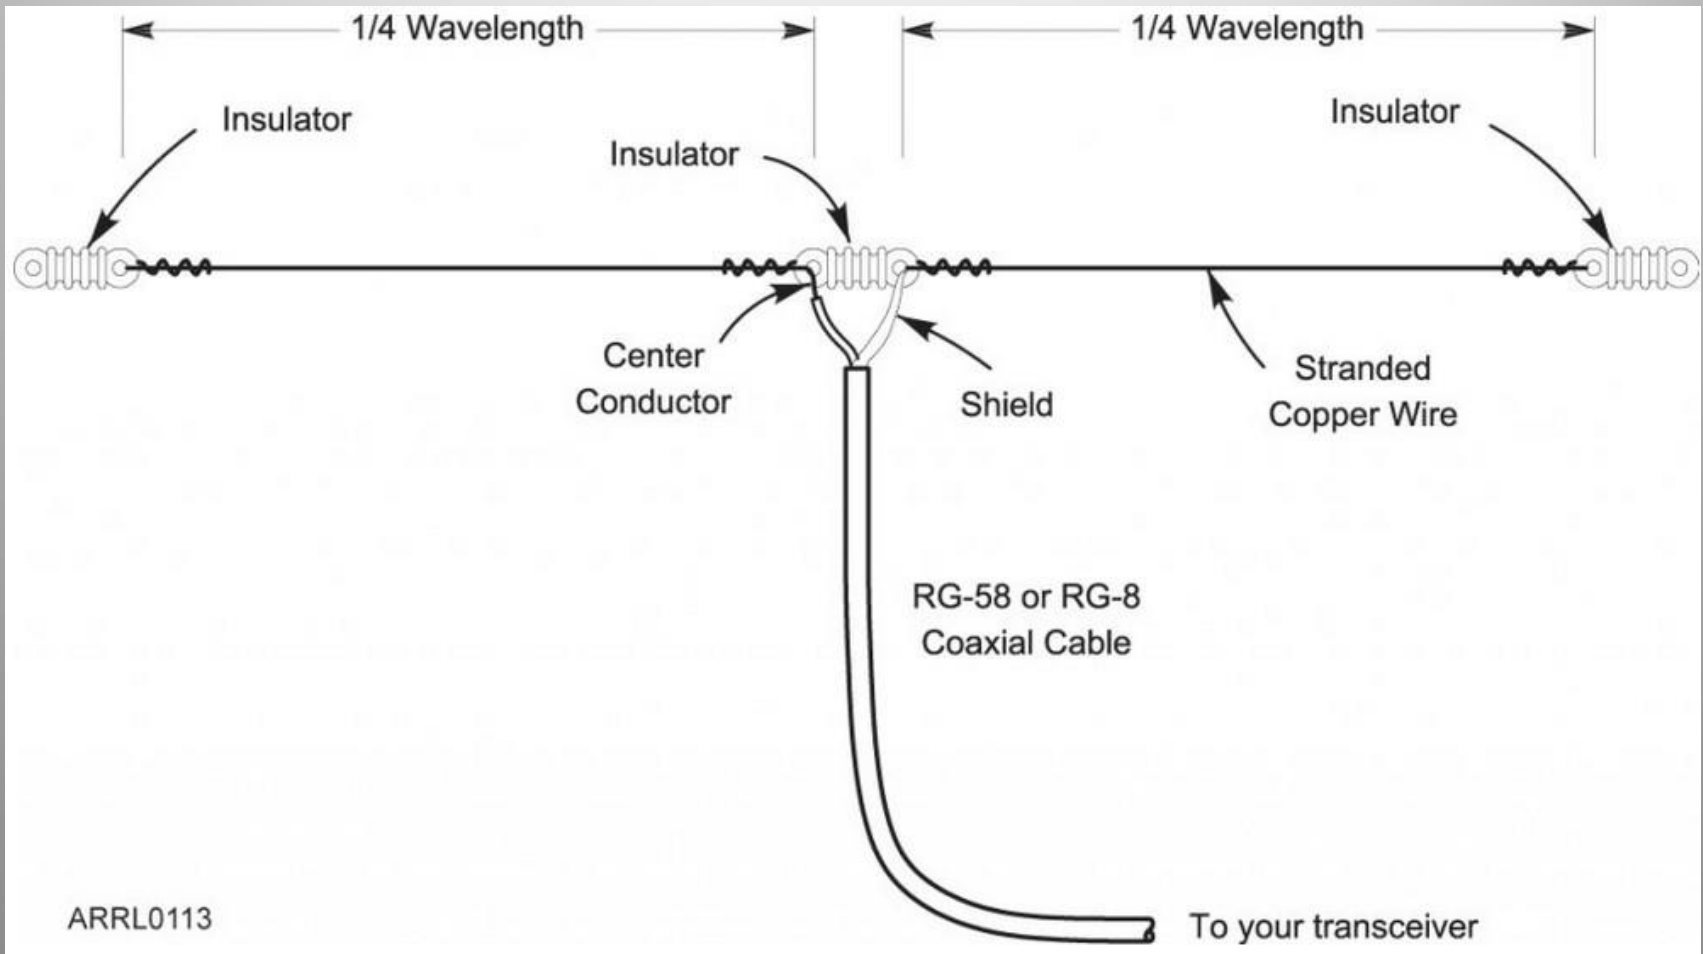 1/4 Wavelength
1/4 Wavelength
Insulator
Insulator
Insulator
Center
Conductor
Shield
Stranded
Copper Wire
RG-58 or RG-8
Coaxial Cable
ARRL0113
To your transceiver